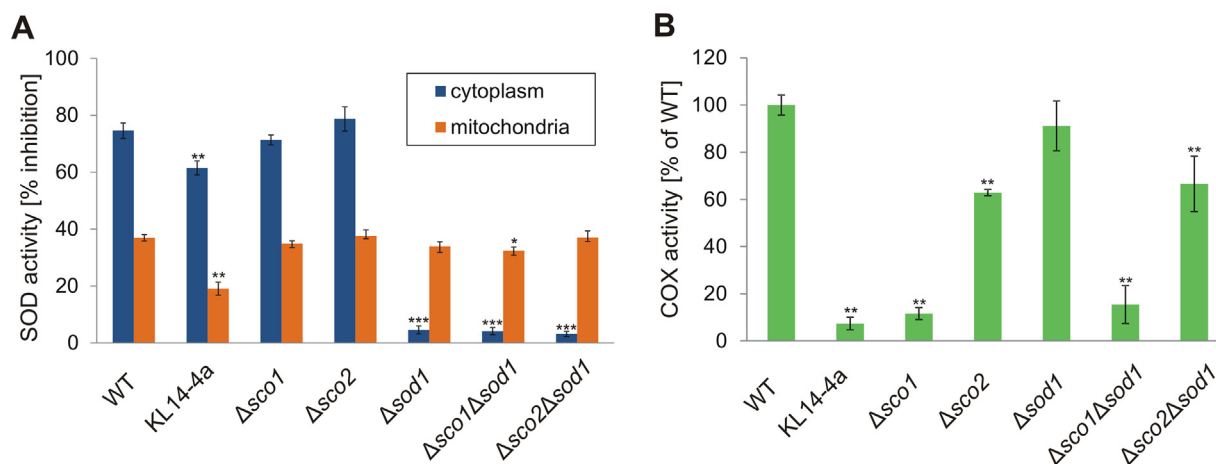 A
SOD activity [% inhibition]
100
80
60
40
20
0
cytoplasm
mitochondria
**
**
***
*
***
***
WT
KL14-4a
Δsco1
Δsco2
Δsod1
Δsco1Δsod1
Δsco2Δsod1
B
COX activity [% of WT]
120
100
80
60
40
20
0
**
**
**
**
**
WT
KL14-4a
Δsco1
Δsco2
Δsod1
Δsco1Δsod1
Δsco2Δsod1